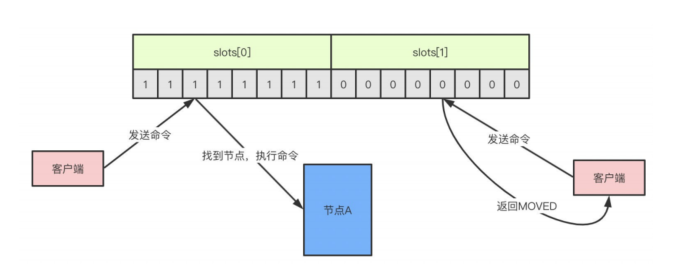 slots[0] slots[1]
1 1 1 1 1 1 1 1 0 0 0 0 0 0 0 0
发送命令 发送命令
找到节点，执行命令
客户端 客户端
返回MOVED
节点A